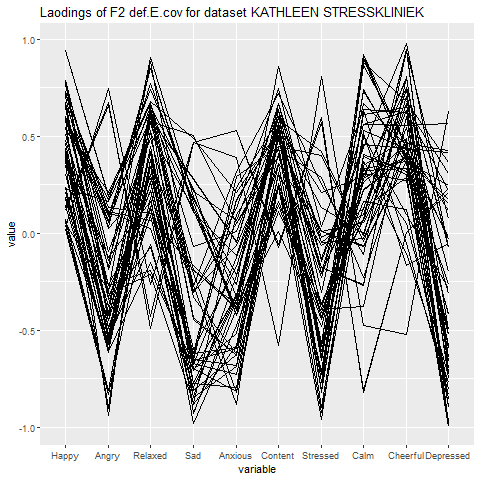 Laodings of F2 def.E.cov for dataset KATHLEEN STRESSKLINIEK
1.0
0.5
0.0
-0.5
-1.0
value
Happy Angry Relaxed Sad Anxious Content Stressed Calm Cheerful Depressed
variable